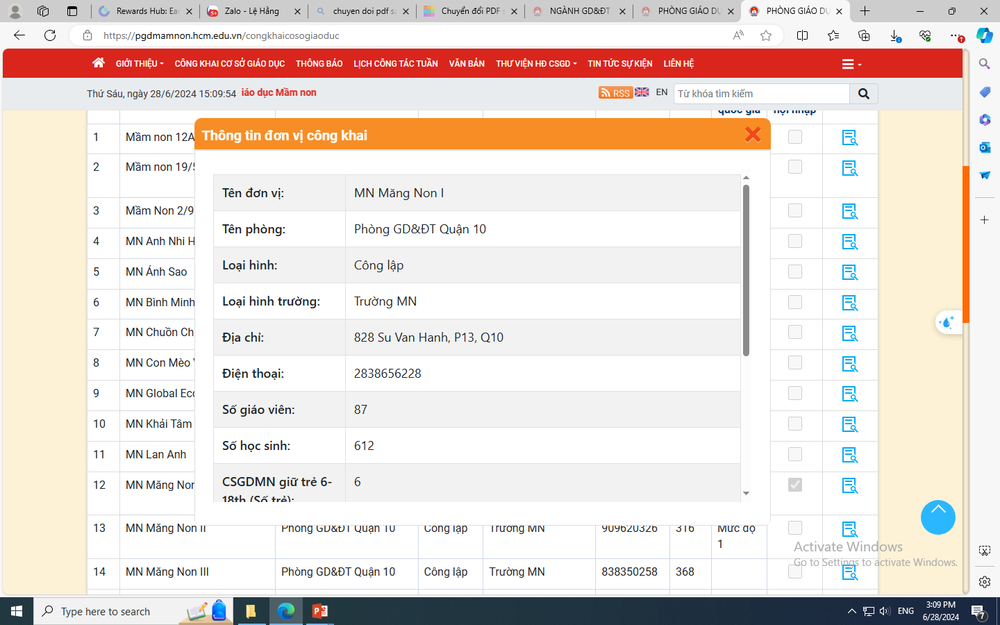 Rewards Hub: Ea
Zalo - Lệ Hằng
chuyen doi pdf sa
Chuyển đổi PDF s
NGÀNH GD&ĐT
PHÒNG GIÁO DỤ
PHÒNG GIÁO DỤ
https://pgdmamnon.hcm.edu.vn/congkhaicosogiaoduc
GIỚI THIỆU CÔNG KHAI CƠ SỞ GIÁO DỤC THÔNG BÁO LỊCH CÔNG TÁC TUẦN VĂN BẢN THƯ VIỆN HĐ CSGD TIN TỨC SỰ KIỆN LIÊN HỆ
Thứ Sáu, ngày 28/6/2024 15:09:54 iáo dục Mầm non RSS EN Từ khóa tìm kiếm
quốc gia hội nhập
Thông tin đơn vị công khai
Tên đơn vị: MN Măng Non I
Tên phòng: Phòng GD&ĐT Quận 10
Loại hình: Công lập
Loại hình trường: Trường MN
Địa chỉ: 828 Su Van Hanh, P13, Q10
Điện thoại: 2838656228
Số giáo viên: 87
Số học sinh: 612
CSGDMN giữ trẻ 6- 6
18th (Số trẻ):
1 Mầm non 12A
2 Mầm non 19/5
3 Mầm Non 2/9
4 MN Anh Nhi H
5 MN Ánh Sao
6 MN Bình Minh
7 MN Chuồn Ch
8 MN Con Mèo V
9 MN Global Eco
10 MN Khải Tâm
11 MN Lan Anh
12 MN Măng Non
13 MN Măng Non II Phòng GD&ĐT Quận 10 Công lập Trường MN 909620326 316 Mức độ
1
14 MN Măng Non III Phòng GD&ĐT Quận 10 Công lập Trường MN 838350258 368
Activate Windows
Go to Settings to activate Windows.
Type here to search
ENG
3:09 PM
6/28/2024
7